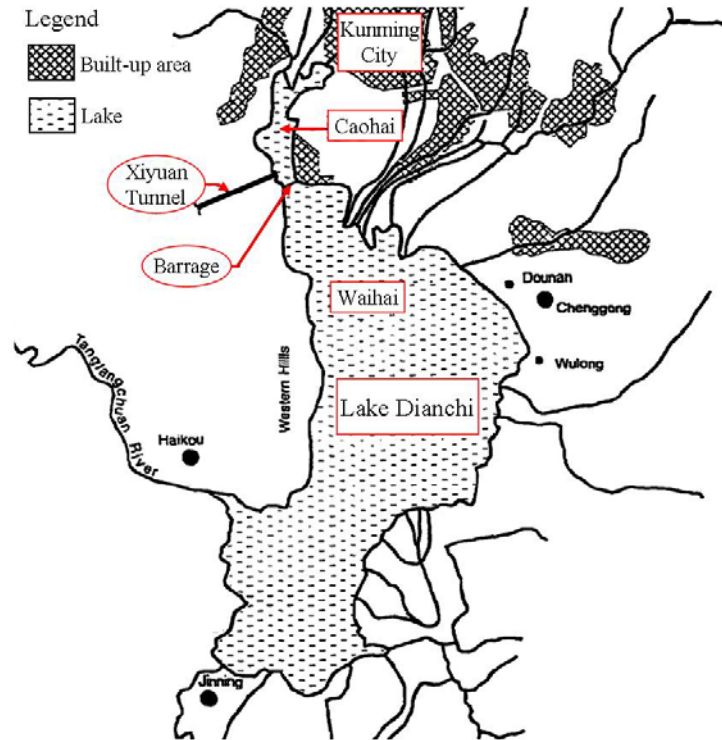 Legend
Built-up area
Lake
Kunming
City
Caohai
Xiyuan
Tunnel
Barrage
Waihai
Dounan
Chenggong
Wulong
Lake Dianchi
Western Hills
Tangiangchuan River
Haikou
Jinning